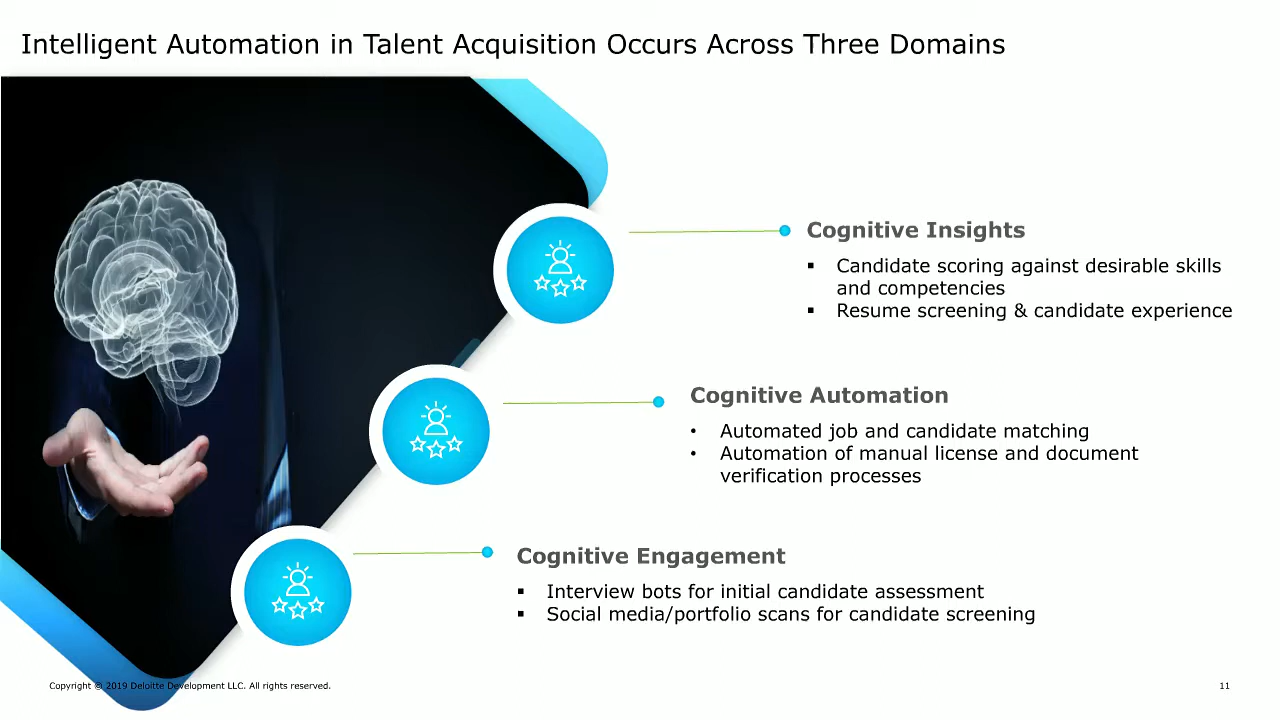 Intelligent Automation in Talent Acquisition Occurs Across Three Domains
Cognitive Insights
▪ Candidate scoring against desirable skills
and competencies
▪ Resume screening & candidate experience
Cognitive Automation
• Automated job and candidate matching
• Automation of manual license and document
verification processes
Cognitive Engagement
▪ Interview bots for initial candidate assessment
▪ Social media/portfolio scans for candidate screening
Copyright © 2019 Deloitte Development LLC. All rights reserved.
11